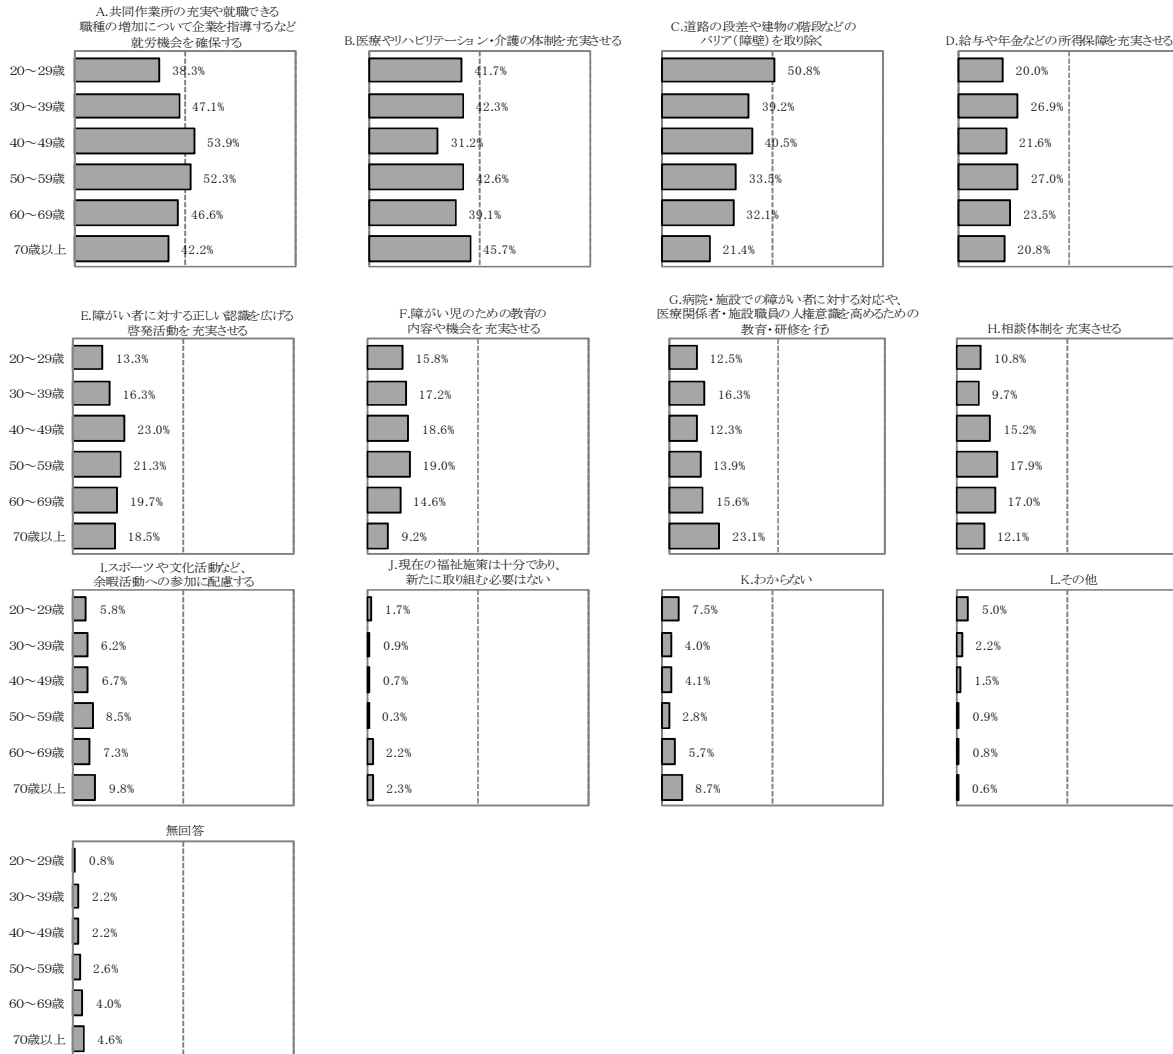 A.共同作業所の充実や就職できる
職種の増加について企業を指導するなど
就労機会を確保する
B.医療やリハビリテーション・介護の体制を充実させる
C.道路の段差や建物の階段などの
バリア(障壁)を取り除く
D.給与や年金などの所得保障を充実させる
20～29歳 38.3% 41.7% 50.8% 20.0%
30～39歳 47.1% 42.3% 39.2% 26.9%
40～49歳 53.9% 31.2% 40.5% 21.6%
50～59歳 52.3% 42.6% 33.5% 27.0%
60～69歳 46.6% 39.1% 32.1% 23.5%
70歳以上 42.2% 45.7% 21.4% 20.8%
E.障がい者に対する正しい認識を広げる
啓発活動を充実させる
F.障がい児のための教育の
内容や機会を充実させる
G.病院・施設での障がい者に対する対応や、
医療関係者・施設職員の人権意識を高めるための
教育・研修を行う
H.相談体制を充実させる
20～29歳 13.3% 15.8% 12.5% 10.8%
30～39歳 16.3% 17.2% 16.3% 9.7%
40～49歳 23.0% 18.6% 12.3% 15.2%
50～59歳 21.3% 19.0% 13.9% 17.9%
60～69歳 19.7% 14.6% 15.6% 17.0%
70歳以上 18.5% 9.2% 23.1% 12.1%
I.スポーツや文化活動など、
余暇活動への参加に配慮する
J.現在の福祉施策は十分であり、
新たに取り組む必要はない
K.わからない
L.その他
20～29歳 5.8% 1.7% 7.5% 5.0%
30～39歳 6.2% 0.9% 4.0% 2.2%
40～49歳 6.7% 0.7% 4.1% 1.5%
50～59歳 8.5% 0.3% 2.8% 0.9%
60～69歳 7.3% 2.2% 5.7% 0.8%
70歳以上 9.8% 2.3% 8.7% 0.6%
無回答
20～29歳 0.8%
30～39歳 2.2%
40～49歳 2.2%
50～59歳 2.6%
60～69歳 4.0%
70歳以上 4.6%